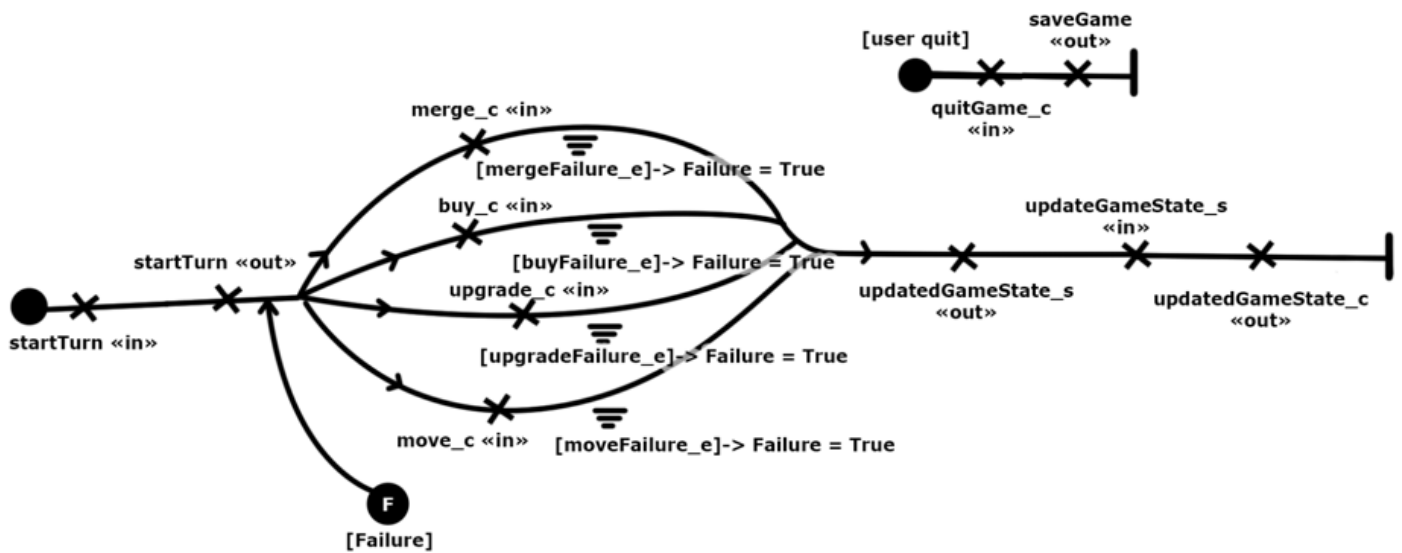 saveGame
«out»
[user quit]
quitGame_c
«in»
merge_c «in»
[mergeFailure_e]-> Failure = True
buy_c «in»
updateGameState_s
«in»
startTurn «out»
[buyFailure_e]-> Failure = True
upgrade_c «in»
updatedGameState_s
«out»
updatedGameState_c
«out»
startTurn «in»
[upgradeFailure_e]-> Failure = True
move_c «in»
[moveFailure_e]-> Failure = True
F
[Failure]